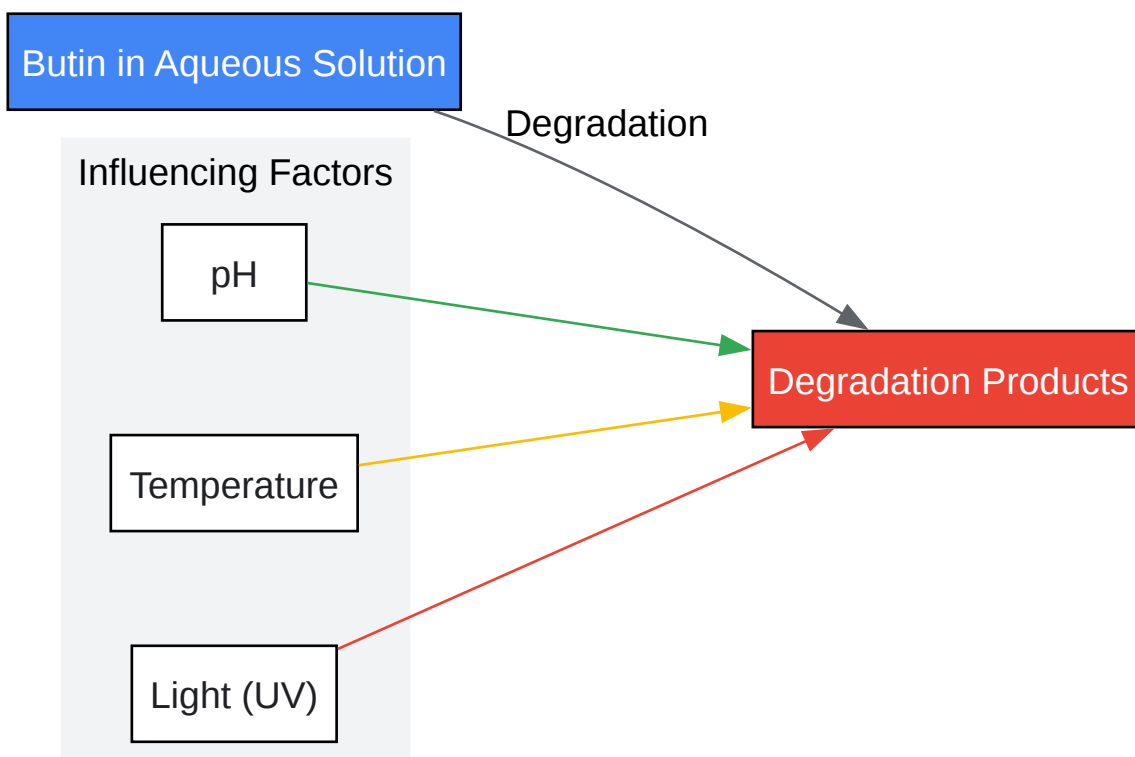 Butin in Aqueous Solution
Degradation
Influencing Factors
pH
Degradation Products
Temperature
Light (UV)